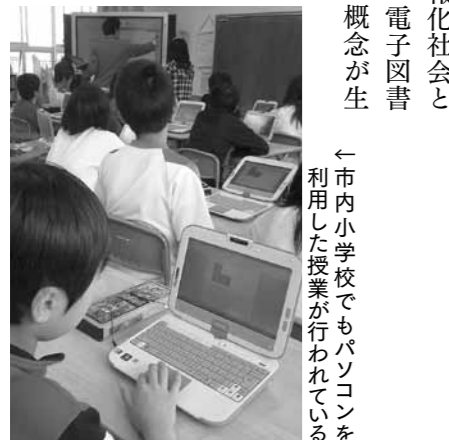 報化社会と
電子図書
概念が生
←市内小学校でもパソコンを
利用した授業が行われている